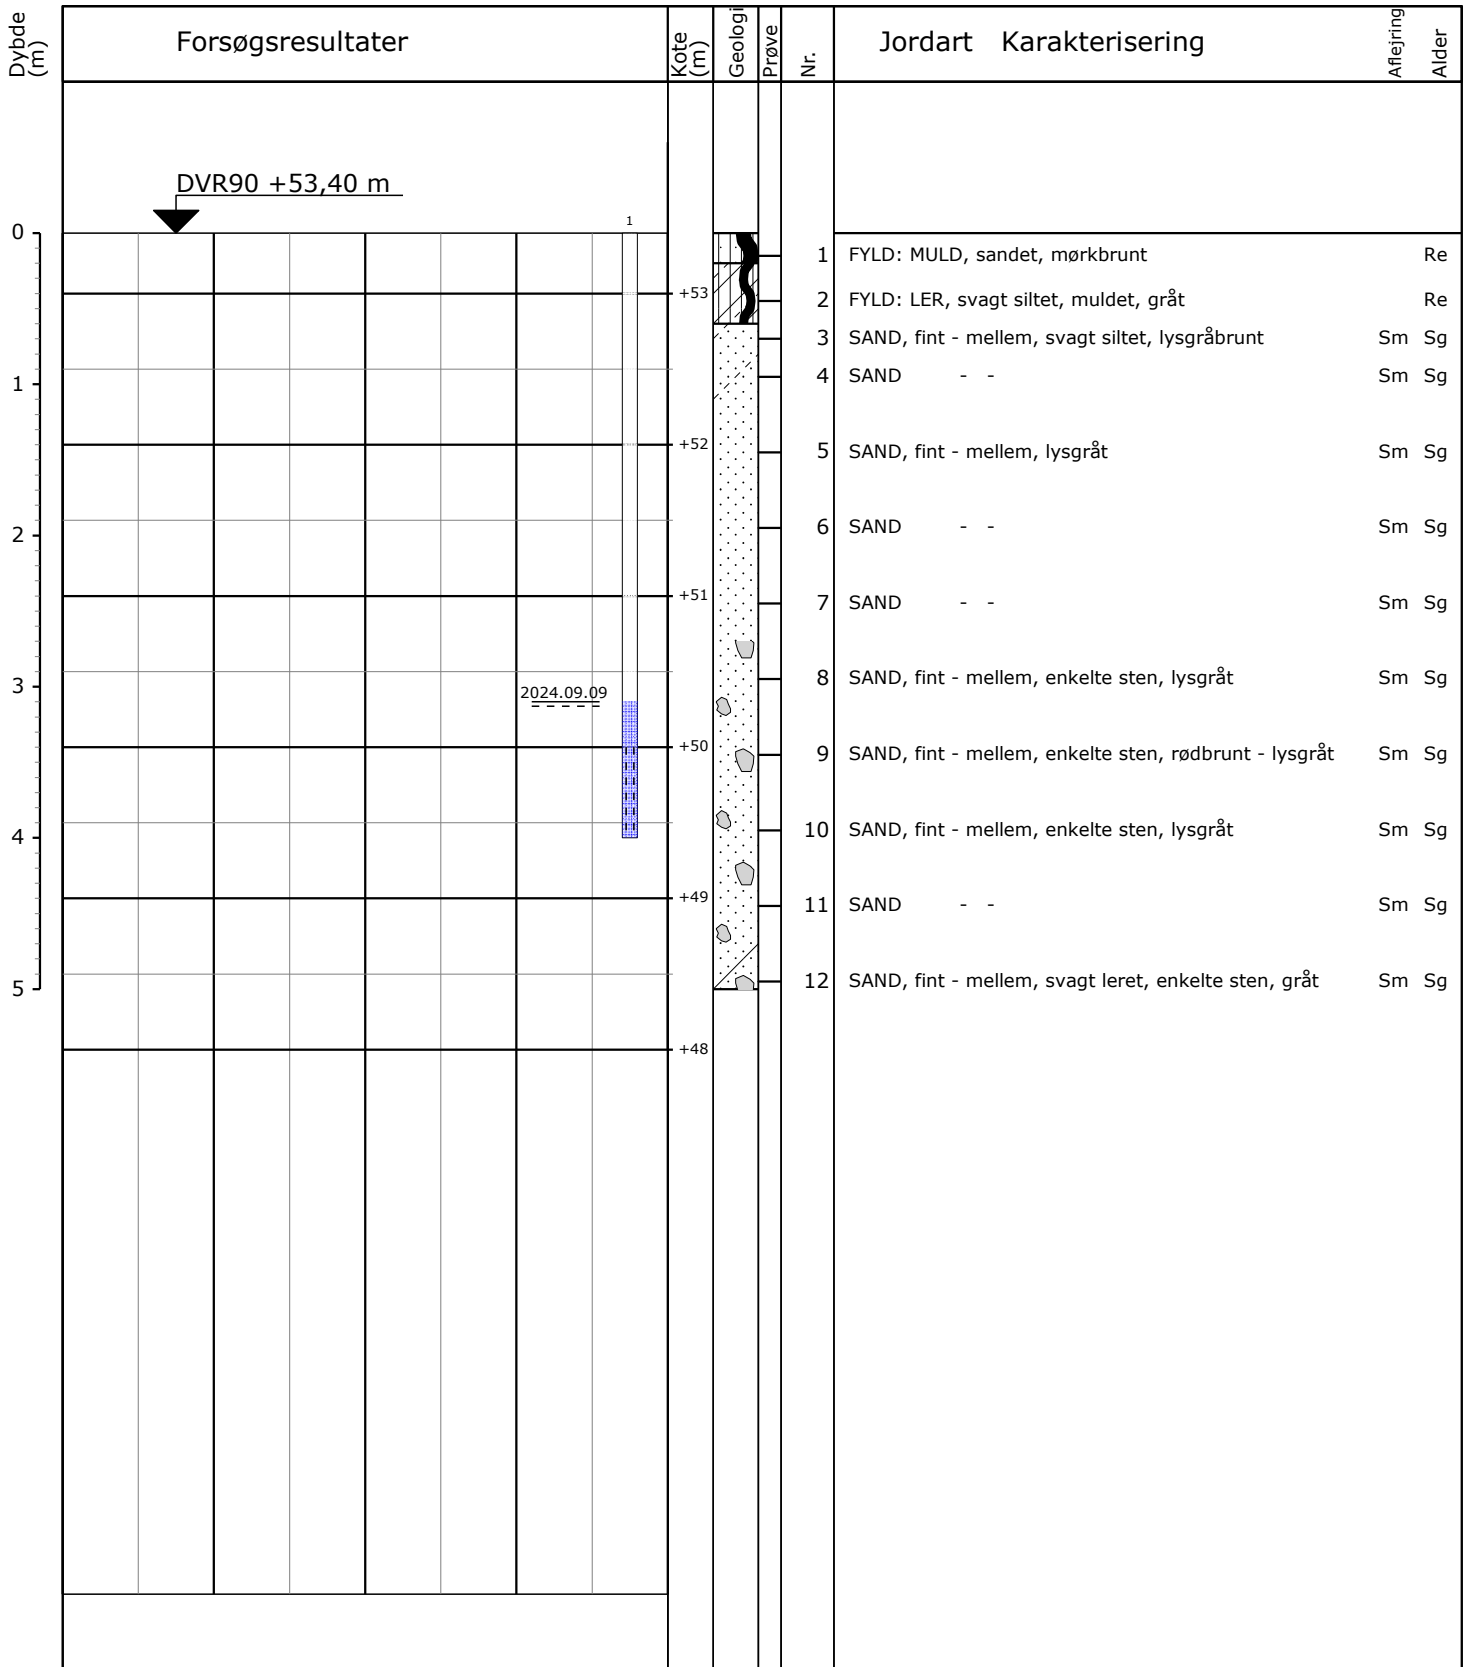 Dybde (m)
Forsøgsresultater
Kote (m)
Geologi
Prøve
Nr.
Jordart Karakterisering
Aflejring
Alder
DVR90 +53,40 m
1
0
1 FYLD: MULD, sandet, mørkbrunt Re
+53
2 FYLD: LER, svagt siltet, muldet, gråt Re
3 SAND, fint - mellem, svagt siltet, lysgråbrunt Sm Sg
1
4 SAND - - Sm Sg
+52
5 SAND, fint - mellem, lysgråt Sm Sg
2
6 SAND - - Sm Sg
+51
7 SAND - - Sm Sg
3
8 SAND, fint - mellem, enkelte sten, lysgråt Sm Sg
2024.09.09
+50
9 SAND, fint - mellem, enkelte sten, rødbrunt - lysgråt Sm Sg
4
10 SAND, fint - mellem, enkelte sten, lysgråt Sm Sg
+49
11 SAND - - Sm Sg
5
12 SAND, fint - mellem, svagt leret, enkelte sten, gråt Sm Sg
+48